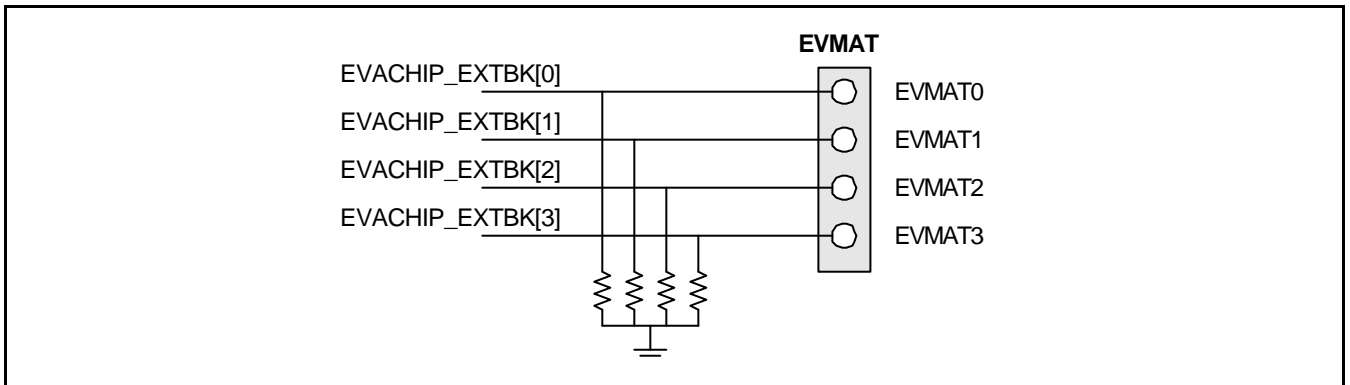 EVMAT
EVACHIP_EXTBK[0]
EVMAT0
EVACHIP_EXTBK[1]
EVMAT1
EVACHIP_EXTBK[2]
EVMAT2
EVACHIP_EXTBK[3]
EVMAT3